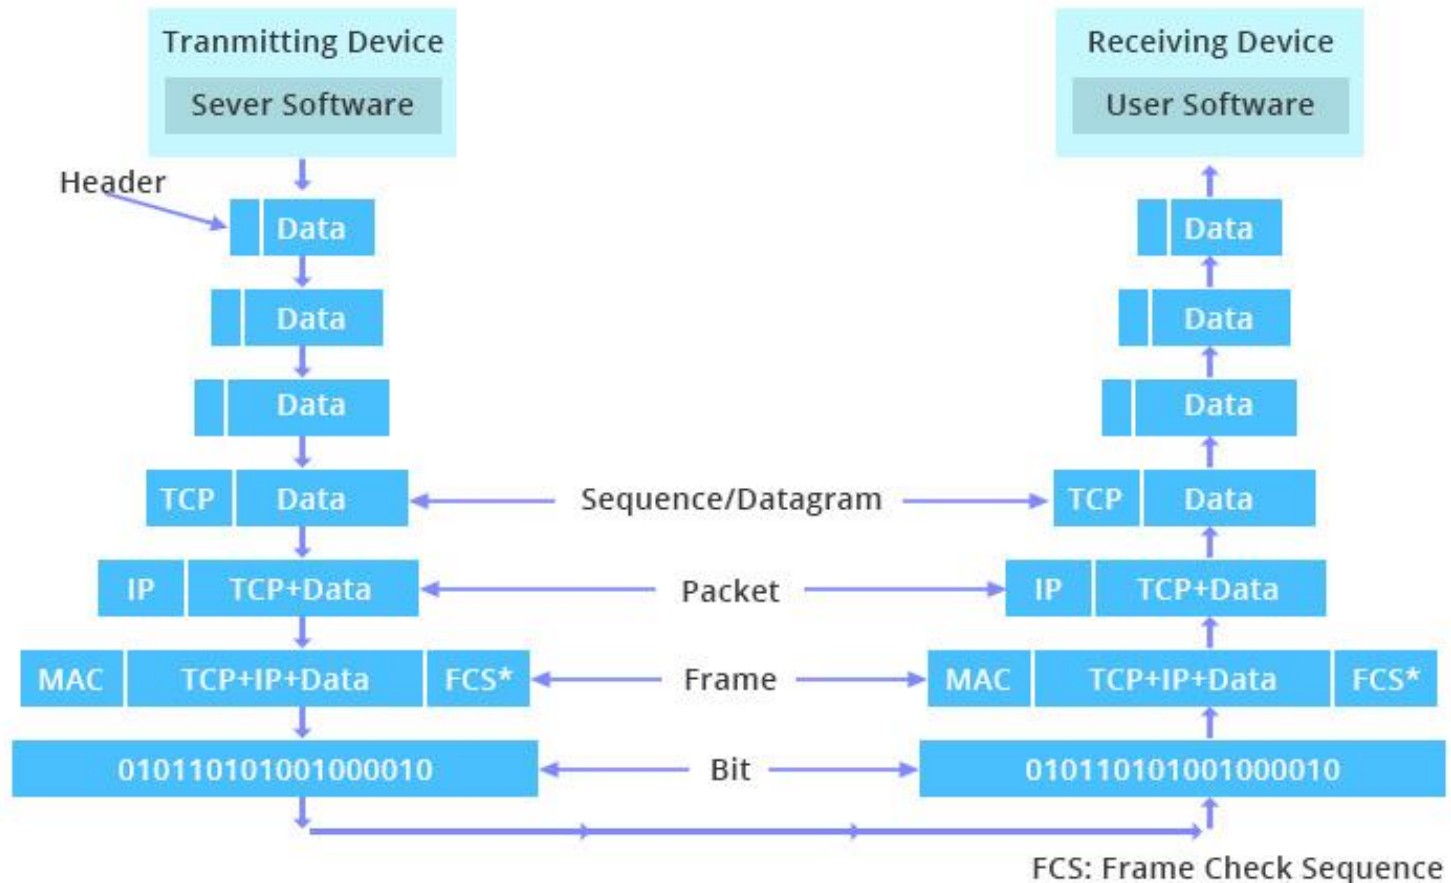 Tranmitting Device
Receiving Device
Sever Software
User Software
Header
Data
Data
Data
Data
Data
Data
TCP
Data
Sequence/Datagram
TCP
Data
IP
TCP+Data
Packet
IP
TCP+Data
MAC
TCP+IP+Data
FCS*
Frame
MAC
TCP+IP+Data
FCS*
010110101001000010
Bit
010110101001000010
FCS: Frame Check Sequence